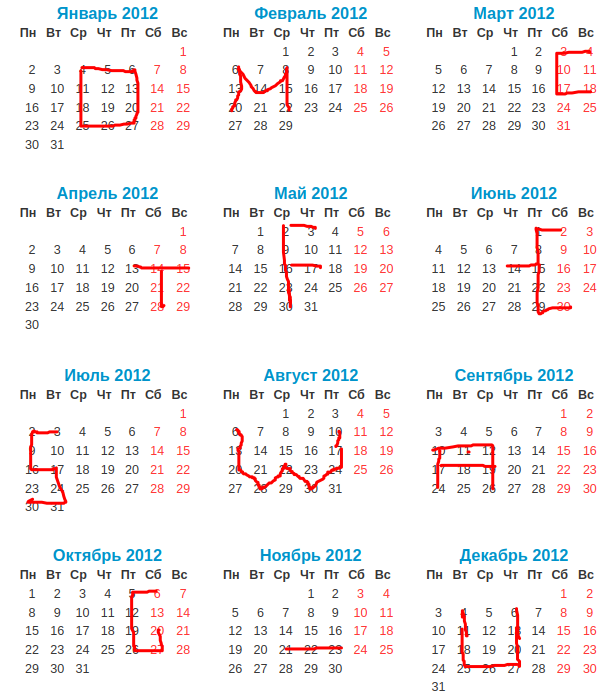 Январь 2012
Пн Вт Ср Чт Пт Сб Вс
1
2 3 4 5 6 7 8
9 10 11 12 13 14 15
16 17 18 19 20 21 22
23 24 25 26 27 28 29
30 31
Февраль 2012
Пн Вт Ср Чт Пт Сб Вс
1 2 3 4 5
6 7 8 9 10 11 12
13 14 15 16 17 18 19
20 21 22 23 24 25 26
27 28 29
Март 2012
Пн Вт Ср Чт Пт Сб Вс
1 2 3 4
5 6 7 8 9 10 11
12 13 14 15 16 17 18
19 20 21 22 23 24 25
26 27 28 29 30 31
Апрель 2012
Пн Вт Ср Чт Пт Сб Вс
1
2 3 4 5 6 7 8
9 10 11 12 13 14 15
16 17 18 19 20 21 22
23 24 25 26 27 28 29
30
Май 2012
Пн Вт Ср Чт Пт Сб Вс
1 2 3 4 5 6
7 8 9 10 11 12 13
14 15 16 17 18 19 20
21 22 23 24 25 26 27
28 29 30 31
Июнь 2012
Пн Вт Ср Чт Пт Сб Вс
1 2 3
4 5 6 7 8 9 10
11 12 13 14 15 16 17
18 19 20 21 22 23 24
25 26 27 28 29 30
Июль 2012
Пн Вт Ср Чт Пт Сб Вс
1
2 3 4 5 6 7 8
9 10 11 12 13 14 15
16 17 18 19 20 21 22
23 24 25 26 27 28 29
30 31
Август 2012
Пн Вт Ср Чт Пт Сб Вс
1 2 3 4 5
6 7 8 9 10 11 12
13 14 15 16 17 18 19
20 21 22 23 24 25 26
27 28 29 30 31
Сентябрь 2012
Пн Вт Ср Чт Пт Сб Вс
1 2
3 4 5 6 7 8 9
10 11 12 13 14 15 16
17 18 19 20 21 22 23
24 25 26 27 28 29 30
Октябрь 2012
Пн Вт Ср Чт Пт Сб Вс
1 2 3 4 5 6 7
8 9 10 11 12 13 14
15 16 17 18 19 20 21
22 23 24 25 26 27 28
29 30 31
Ноябрь 2012
Пн Вт Ср Чт Пт Сб Вс
1 2 3 4
5 6 7 8 9 10 11
12 13 14 15 16 17 18
19 20 21 22 23 24 25
26 27 28 29 30
Декабрь 2012
Пн Вт Ср Чт Пт Сб Вс
1 2
3 4 5 6 7 8 9
10 11 12 13 14 15 16
17 18 19 20 21 22 23
24 25 26 27 28 29 30
31